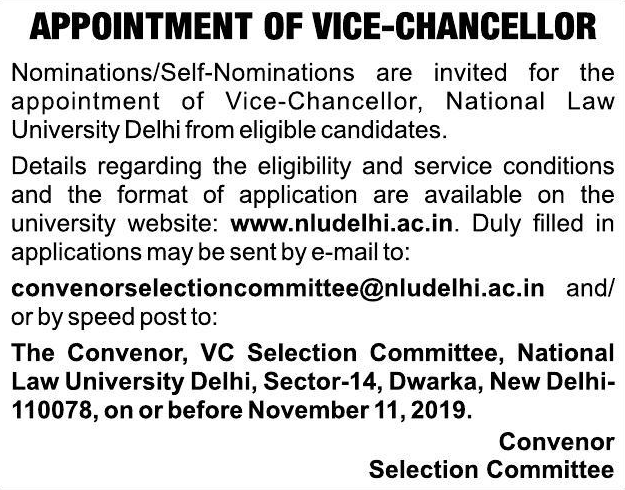 APPOINTMENT OF VICE-CHANCELLOR
Nominations/Self-Nominations are invited for the
appointment of Vice-Chancellor, National Law
University Delhi from eligible candidates.
Details regarding the eligibility and service conditions
and the format of application are available on the
university website: www.nludelhi.ac.in. Duly filled in
applications may be sent by e-mail to:
convenorselectioncommittee@nludelhi.ac.in and/
or by speed post to:
The Convenor, VC Selection Committee, National
Law University Delhi, Sector-14, Dwarka, New Delhi-
110078, on or before November 11, 2019.
Convenor
Selection Committee